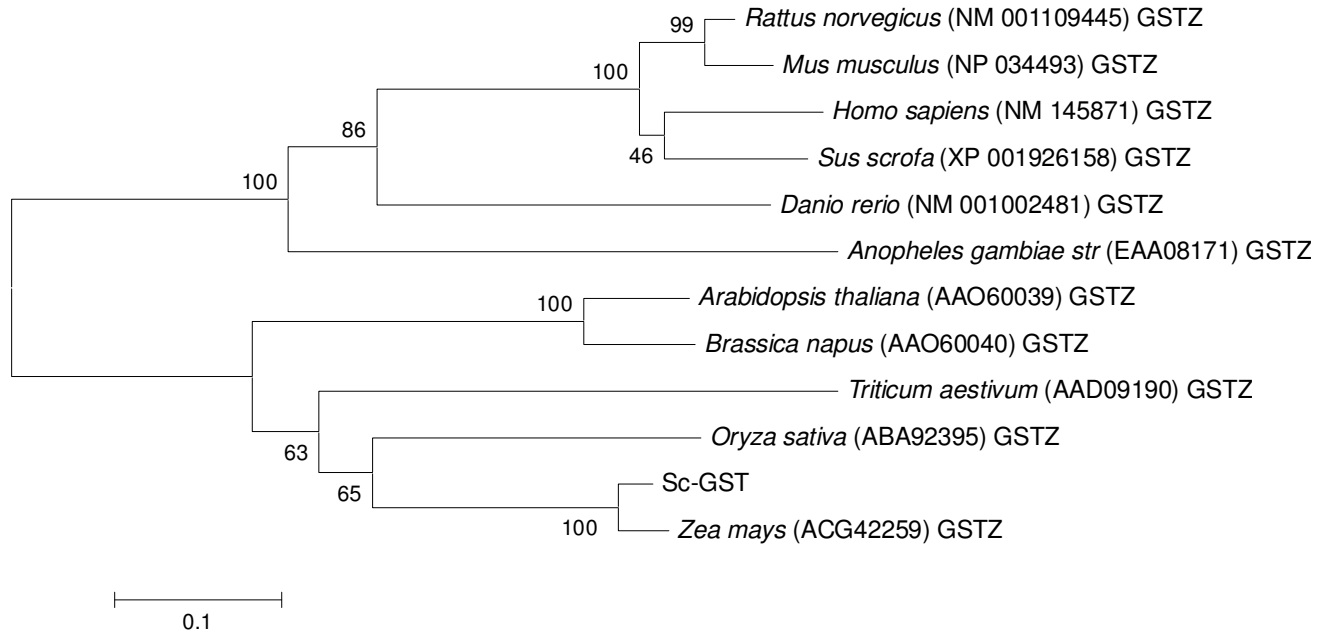 99
Rattus norvegicus (NM 001109445) GSTZ
Mus musculus (NP 034493) GSTZ
100
Homo sapiens (NM 145871) GSTZ
86
46
Sus scrofa (XP 001926158) GSTZ
100
Danio rerio (NM 001002481) GSTZ
Anopheles gambiae str (EAA08171) GSTZ
100
Arabidopsis thaliana (AAO60039) GSTZ
Brassica napus (AAO60040) GSTZ
Triticum aestivum (AAD09190) GSTZ
63
Oryza sativa (ABA92395) GSTZ
65
Sc-GST
100
Zea mays (ACG42259) GSTZ
0.1